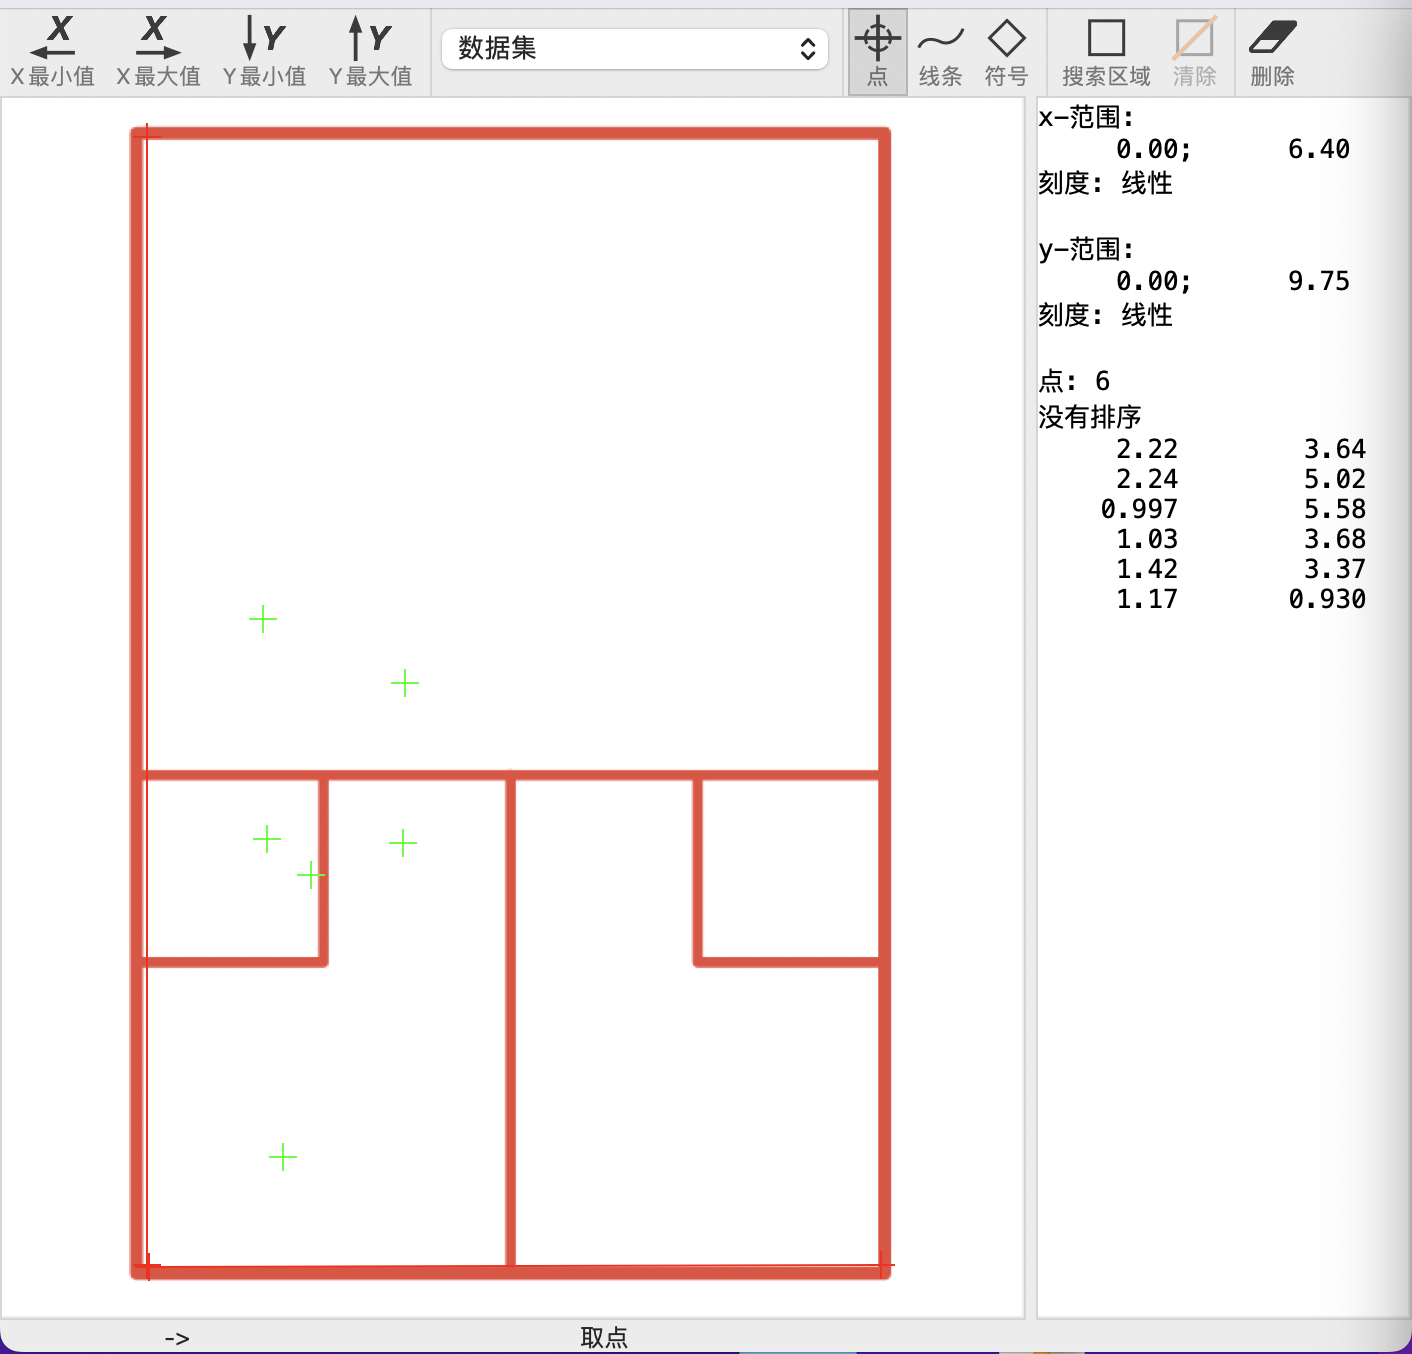 X X Y Y
X最小值 X最大值 Y最小值 Y最大值 数据集 点 线条 符号 搜索区域 清除 删除
x-范围:
0.00; 6.40
刻度: 线性
y-范围:
0.00; 9.75
刻度: 线性
点: 6
没有排序
2.22 3.64
2.24 5.02
0.997 5.58
1.03 3.68
1.42 3.37
1.17 0.930
-> 取点